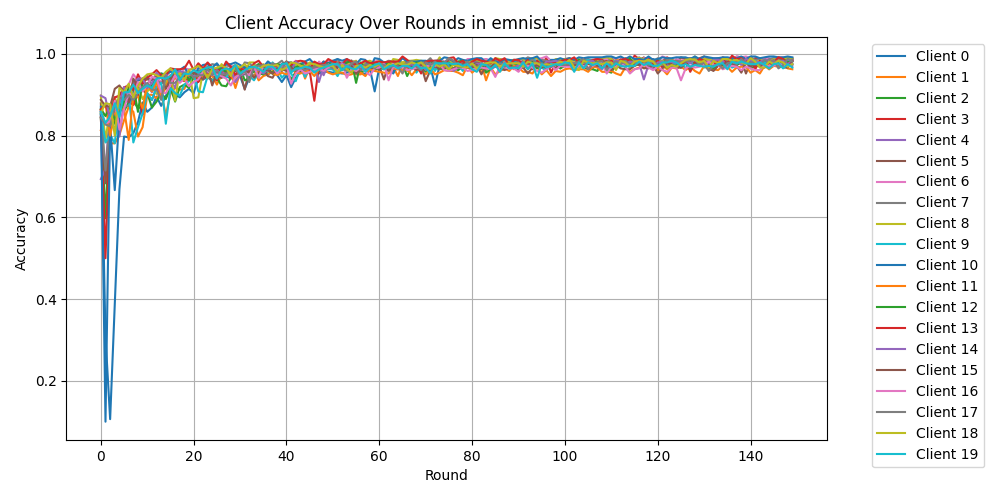 Client Accuracy Over Rounds in emnist_iid - G_Hybrid
1.0
0.8
0.6
0.4
0.2
Accuracy
0
20
40
60
80
100
120
140
Round
Client 0
Client 1
Client 2
Client 3
Client 4
Client 5
Client 6
Client 7
Client 8
Client 9
Client 10
Client 11
Client 12
Client 13
Client 14
Client 15
Client 16
Client 17
Client 18
Client 19